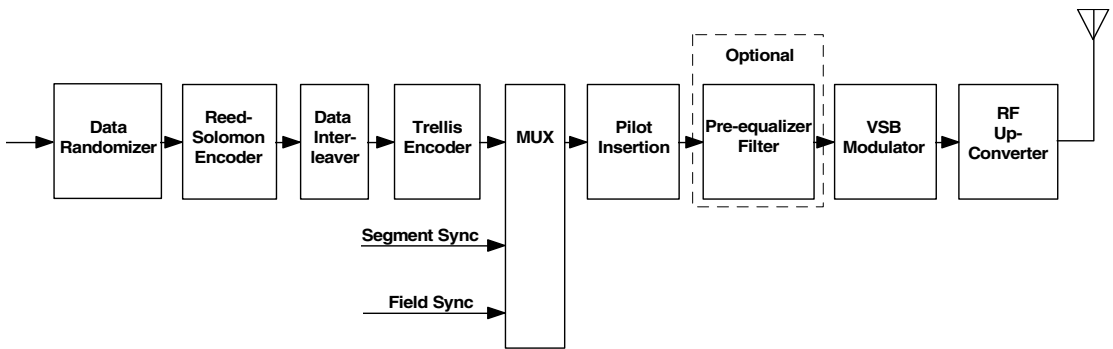 Optional
Data
Randomizer
Reed-
Solomon
Encoder
Data
Inter-
leaver
Trellis
Encoder
MUX
Pilot
Insertion
Pre-equalizer
Filter
VSB
Modulator
RF
Up-
Converter
Segment Sync
Field Sync